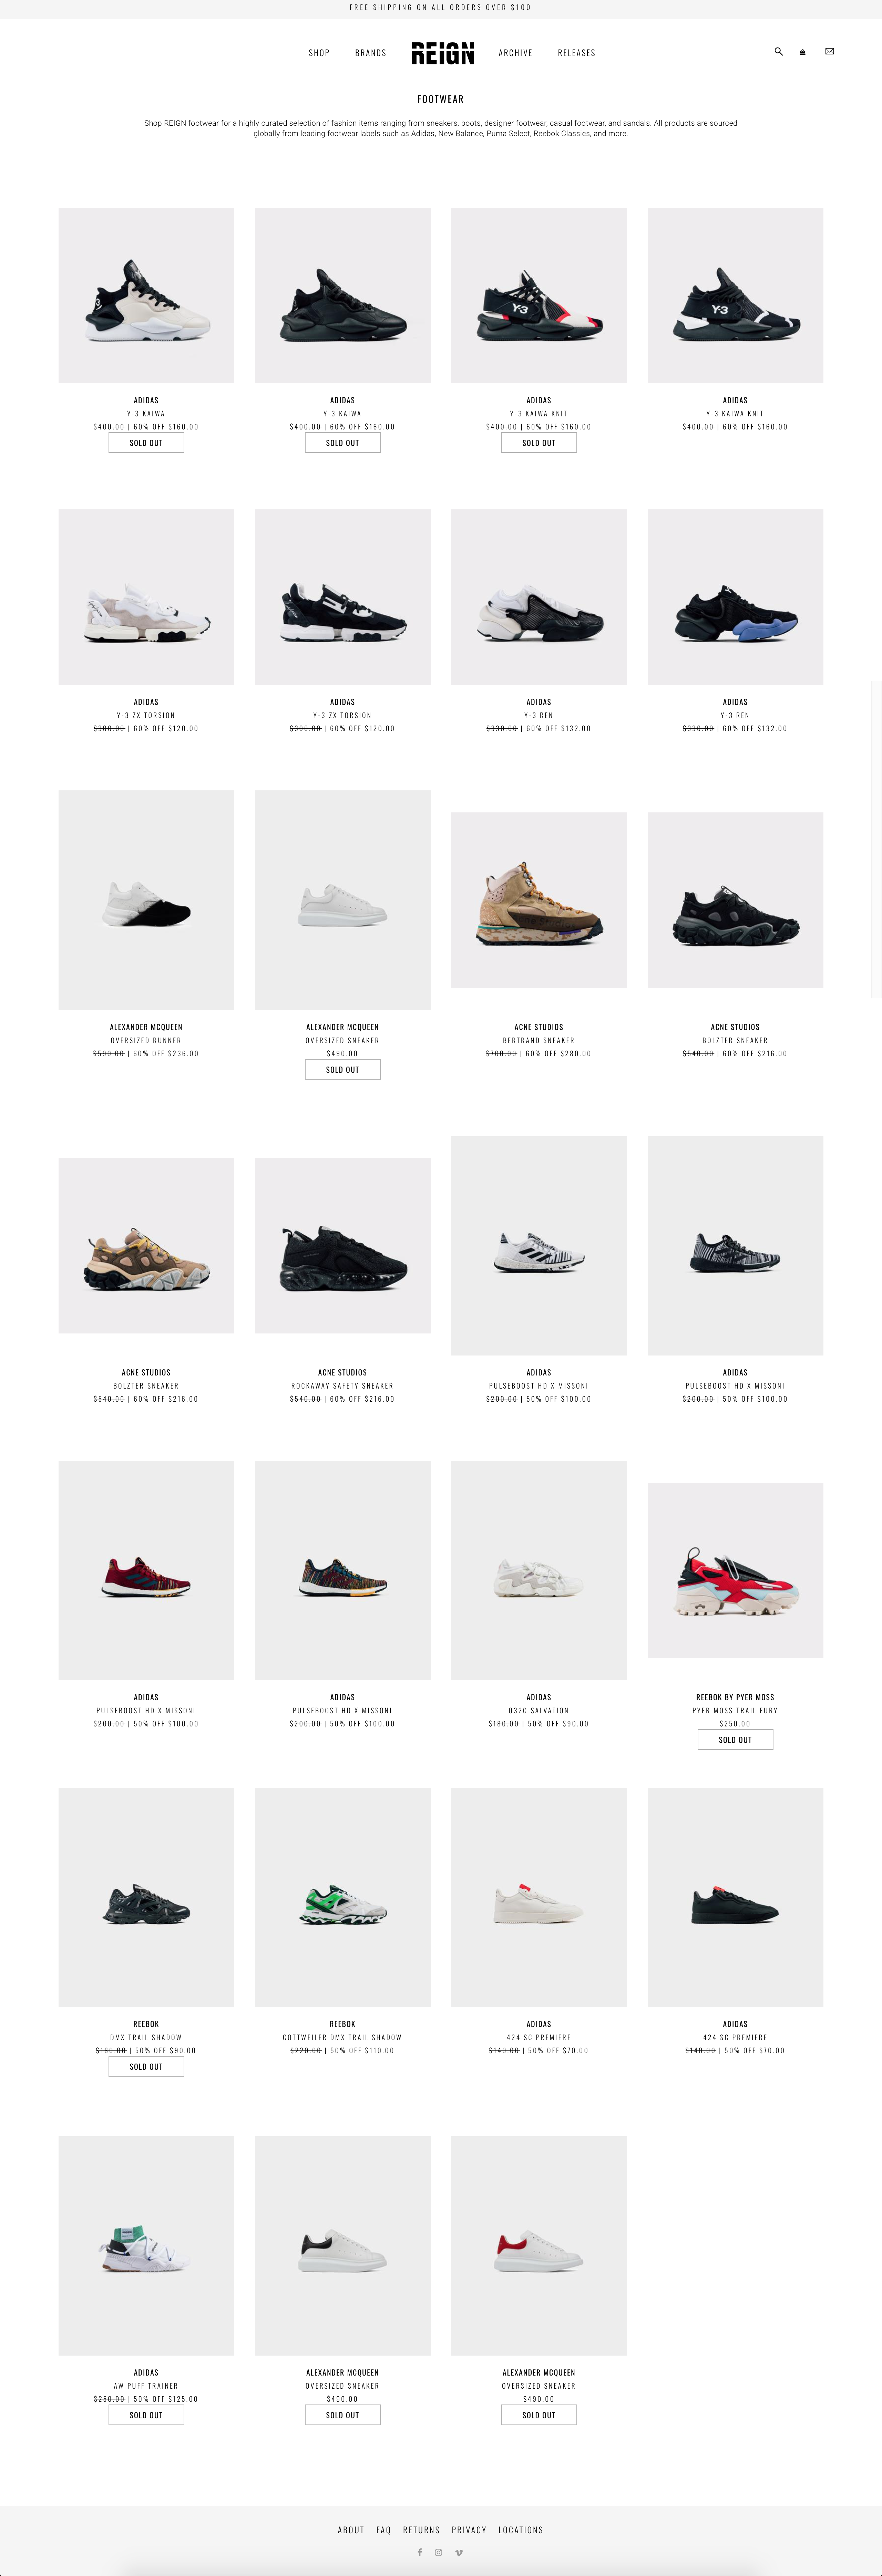 FREE SHIPPING ON ALL ORDERS OVER $100
SHOP BRANDS REIGN ARCHIVE RELEASES
FOOTWEAR
Shop REIGN footwear for a highly curated selection of fashion items ranging from sneakers, boots, designer footwear, casual footwear, and sandals. All products are sourced
globally from leading footwear labels such as Adidas, New Balance, Puma Select, Reebok Classics, and more.
3
Y-3
Y-3
ADIDAS
Y-3 KAIWA
$400.00 | 60% OFF $160.00
SOLD OUT
ADIDAS
Y-3 KAIWA
$400.00 | 60% OFF $160.00
SOLD OUT
ADIDAS
Y-3 KAIWA KNIT
$400.00 | 60% OFF $160.00
SOLD OUT
ADIDAS
Y-3 KAIWA KNIT
$400.00 | 60% OFF $160.00
ADIDAS
Y-3 ZX TORSION
$300.00 | 60% OFF $120.00
ADIDAS
Y-3 ZX TORSION
$300.00 | 60% OFF $120.00
ADIDAS
Y-3 REN
$330.00 | 60% OFF $132.00
ADIDAS
Y-3 REN
$330.00 | 60% OFF $132.00
ALEXANDER MCQUEEN
OVERSIZED RUNNER
$590.00 | 60% OFF $236.00
ALEXANDER MCQUEEN
OVERSIZED SNEAKER
$490.00
SOLD OUT
ACNE STUDIOS
BERTRAND SNEAKER
$700.00 | 60% OFF $280.00
ACNE STUDIOS
BOLZTER SNEAKER
$540.00 | 60% OFF $216.00
ACNE STUDIOS
BOLZTER SNEAKER
$540.00 | 60% OFF $216.00
ACNE STUDIOS
ROCKAWAY SAFETY SNEAKER
$540.00 | 60% OFF $216.00
ADIDAS
PULSEBOOST HD X MISSONI
$200.00 | 50% OFF $100.00
ADIDAS
PULSEBOOST HD X MISSONI
$200.00 | 50% OFF $100.00
ADIDAS
PULSEBOOST HD X MISSONI
$200.00 | 50% OFF $100.00
ADIDAS
PULSEBOOST HD X MISSONI
$200.00 | 50% OFF $100.00
ADIDAS
032C SALVATION
$180.00 | 50% OFF $90.00
REEBOK BY PYER MOSS
PYER MOSS TRAIL FURY
$250.00
SOLD OUT
REEBOK
DMX TRAIL SHADOW
$180.00 | 50% OFF $90.00
SOLD OUT
REEBOK
COTTWEILER DMX TRAIL SHADOW
$220.00 | 50% OFF $110.00
ADIDAS
424 SC PREMIERE
$140.00 | 50% OFF $70.00
ADIDAS
424 SC PREMIERE
$140.00 | 50% OFF $70.00
ADIDAS
AW PUFF TRAINER
$250.00 | 50% OFF $125.00
SOLD OUT
ALEXANDER MCQUEEN
OVERSIZED SNEAKER
$490.00
SOLD OUT
ALEXANDER MCQUEEN
OVERSIZED SNEAKER
$490.00
SOLD OUT
ABOUT FAQ RETURNS PRIVACY LOCATIONS